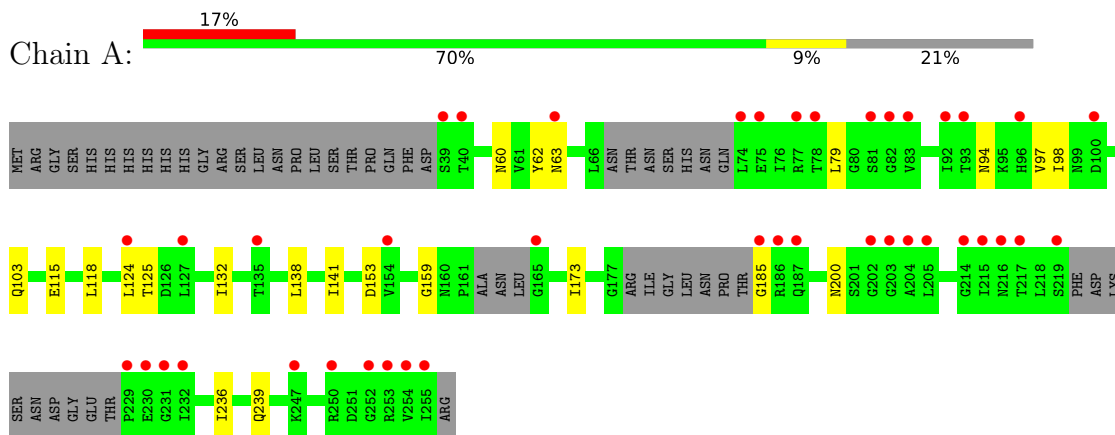 17%
Chain A:
70% 9% 21%
MET ARG GLY SER HIS HIS HIS HIS HIS HIS HIS GLY ARG SER LEU ASN PRO LEU SER THR PRO GLN PHE ASP S39 T40 N60 V61 Y62 N63 L66 ASN THR ASN SER HIS ASN GLN L74 E75 I76 R77 T78 L79 G80 S81 G82 V83 I92 T93 N94 K95 H96 V97 I98 N99 D100
Q103 E115 L118 L124 T125 D126 L127 I132 T135 L138 I141 D153 V154 G159 N160 P161 ALA ASN LEU G165 I173 G177 ARG ILE GLY LEU ASN PRO THR G185 R186 Q187 N200 S201 G202 G203 A204 L205 G214 I215 N216 T217 L218 S219 PHE ASP LYS
SER ASN ASP GLY GLU THR P229 E230 G231 I232 I236 Q239 K247 R250 D251 G252 R253 V254 I255 ARG